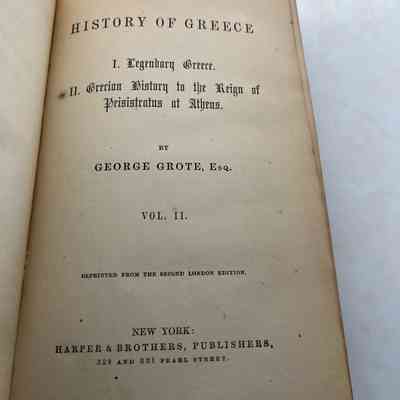 HISTORY OF GREECE
I. Legendary Greece.
II. Grecian History to the Reign of
Peisistratus at Athens.
BY
GEORGE GROTE, ESQ.
VOL. II.
REPRINTED FROM THE SECOND LONDON EDITION.
NEW YORK:
HARPER & BROTHERS, PUBLISHERS,
329 AND 331 PEARL STREET.